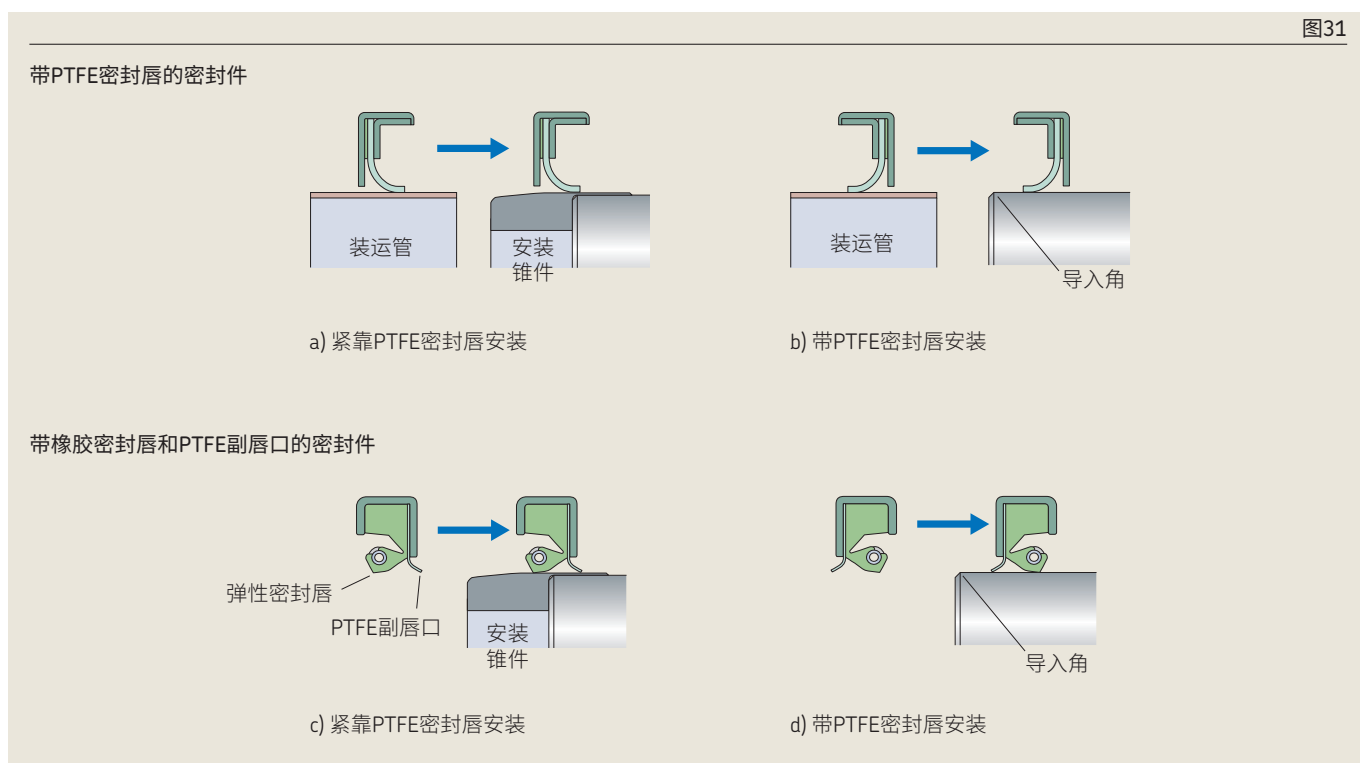 图31
带PTFE密封唇的密封件
装运管
安装
锥件
装运管
导入角
a) 紧靠PTFE密封唇安装
b) 带PTFE密封唇安装
带橡胶密封唇和PTFE副唇口的密封件
弹性密封唇
PTFE副唇口
安装
锥件
导入角
c) 紧靠PTFE密封唇安装
d) 带PTFE密封唇安装